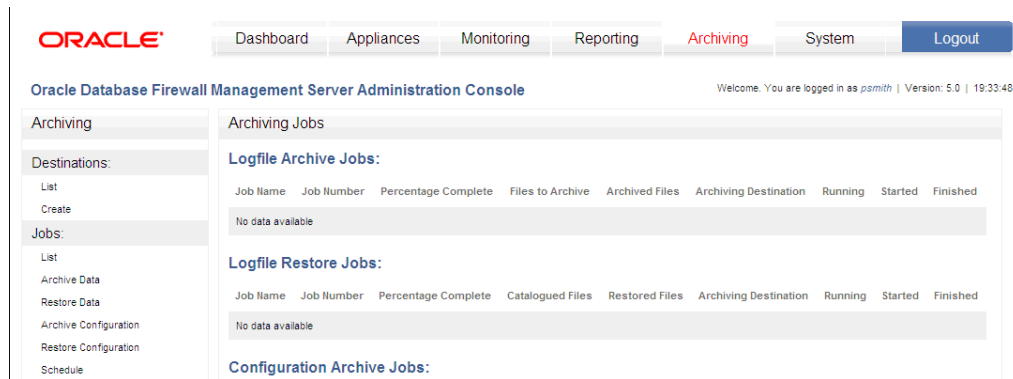 ORACLE
Dashboard Appliances Monitoring Reporting Archiving System Logout
Oracle Database Firewall Management Server Administration Console
Welcome. You are logged in as psmith | Version: 5.0 | 19:33:48
Archiving
Destinations:
List
Create
Jobs:
List
Archive Data
Restore Data
Archive Configuration
Restore Configuration
Schedule
Archiving Jobs
Logfile Archive Jobs:
Job Name Job Number Percentage Complete Files to Archive Archived Files Archiving Destination Running Started Finished
No data available
Logfile Restore Jobs:
Job Name Job Number Percentage Complete Catalogued Files Restored Files Archiving Destination Running Started Finished
No data available
Configuration Archive Jobs: